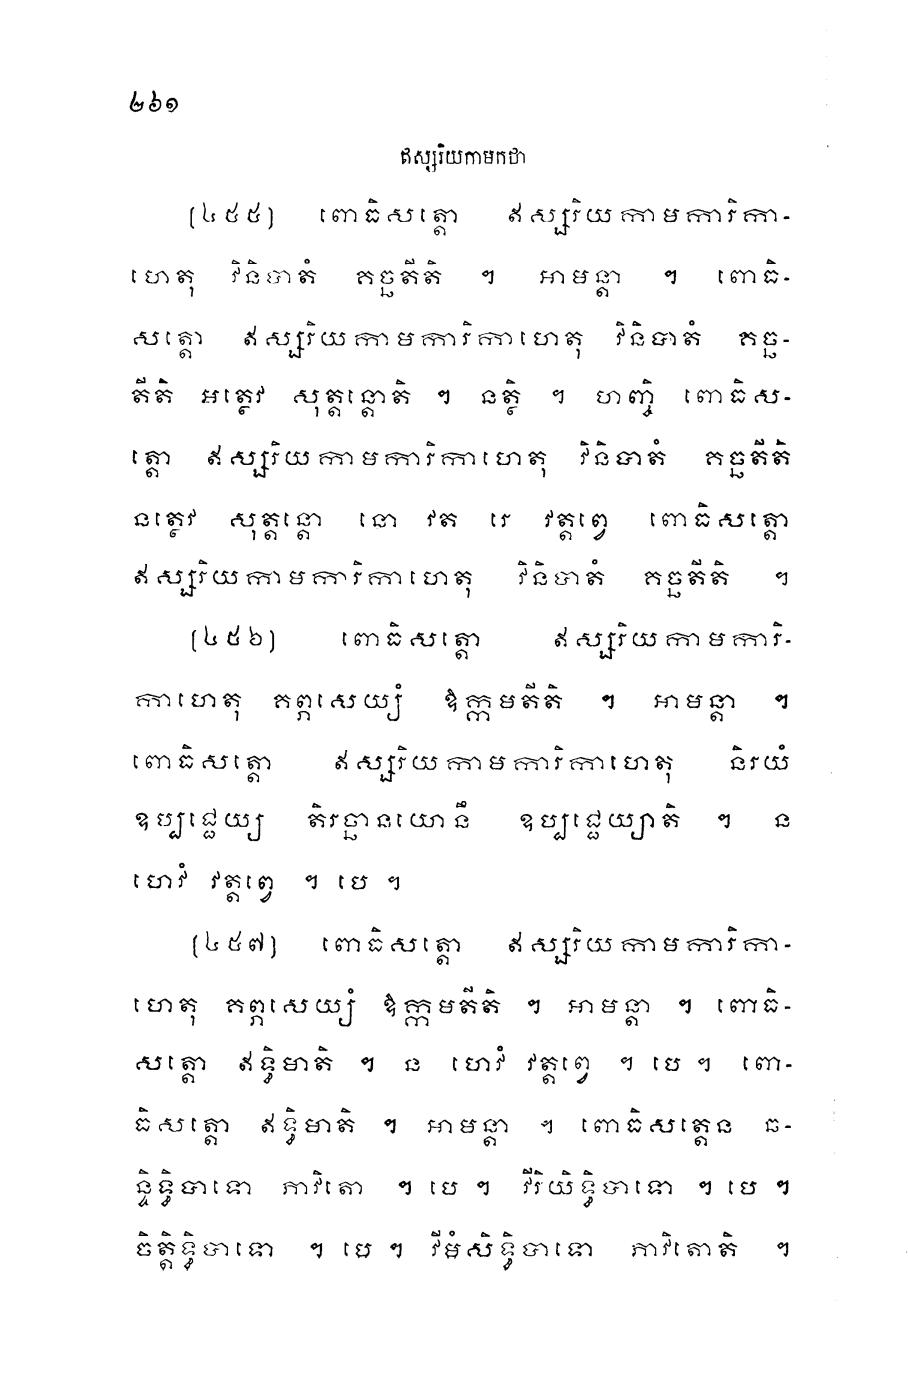 ២៦១
ឥស្សរិយកាមកថា
(៤៥៥) ពោធិសត្តោ ឥស្សរិយកាមការិកា-
ហេតុ វិនិបាតំ គច្ឆតីតិ ។ អាមន្តា ។ ពោធិ-
សត្តោ ឥស្សរិយកាមការិកាហេតុ វិនិបាតំ គច្ឆ-
តីតិ អត្ថេវ សុត្តន្តោតិ ។ នត្ថិ ។ ហញ្ចិ ពោធិស-
ត្តោ ឥស្សរិយកាមការិកាហេតុ វិនិបាតំ គច្ឆតីតិ
នត្ថេវ សុត្តន្តោ នោ វត រេ វត្តព្វេ ពោធិសត្តោ
ឥស្សរិយកាមការិកាហេតុ វិនិបាតំ គច្ឆតីតិ ។
(៤៥៦) ពោធិសត្តោ ឥស្សរិយកាមការិ-
កាហេតុ គព្ភសេយ្យំ ឱក្កមតីតិ ។ អាមន្តា ។
ពោធិសត្តោ ឥស្សរិយកាមការិកាហេតុ និរយំ
ឧប្បជ្ជេយ្យ តិរច្ឆានយោនឹ ឧប្បជ្ជេយ្យាតិ ។ ន
ហេវំ វត្តព្វេ ។ បេ ។
(៤៥៧) ពោធិសត្តោ ឥស្សរិយកាមការិកា-
ហេតុ គព្ភសេយ្យំ ឱក្កមតីតិ ។ អាមន្តា ។ ពោធិ-
សត្តោ ឥទ្ធិមាតិ ។ ន ហេវំ វត្តព្វេ ។ បេ ។ ពោ-
ធិសត្តោ ឥទ្ធិមាតិ ។ អាមន្តា ។ ពោធិសត្តេន ឆ-
ន្ទិទ្ធិបាទោ ភាវិតោ ។ បេ ។ វីរិយិទ្ធិបាទោ ។ បេ ។
ចិត្តិទ្ធិបាទោ ។ បេ ។ វីមំសិទ្ធិបាទោ ភាវិតោតិ ។